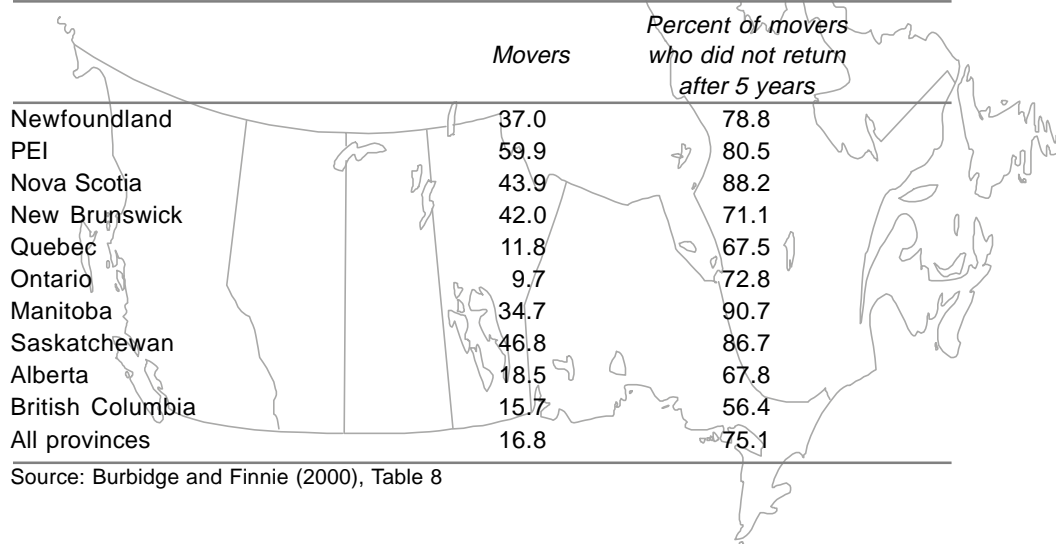 Percent of movers
Movers who did not return
after 5 years
Newfoundland 37.0 78.8
PEI 59.9 80.5
Nova Scotia 43.9 88.2
New Brunswick 42.0 71.1
Quebec 11.8 67.5
Ontario 9.7 72.8
Manitoba 34.7 90.7
Saskatchewan 46.8 86.7
Alberta 18.5 67.8
British Columbia 15.7 56.4
All provinces 16.8 75.1
Source: Burbidge and Finnie (2000), Table 8